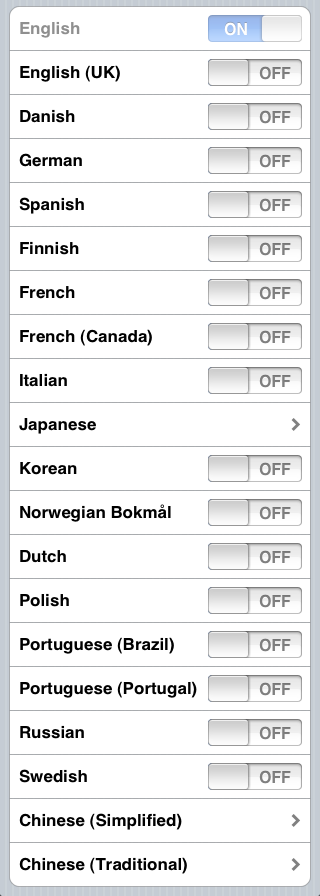 English ON
English (UK) OFF
Danish OFF
German OFF
Spanish OFF
Finnish OFF
French OFF
French (Canada) OFF
Italian OFF
Japanese
Korean OFF
Norwegian Bokmål OFF
Dutch OFF
Polish OFF
Portuguese (Brazil) OFF
Portuguese (Portugal) OFF
Russian OFF
Swedish OFF
Chinese (Simplified)
Chinese (Traditional)